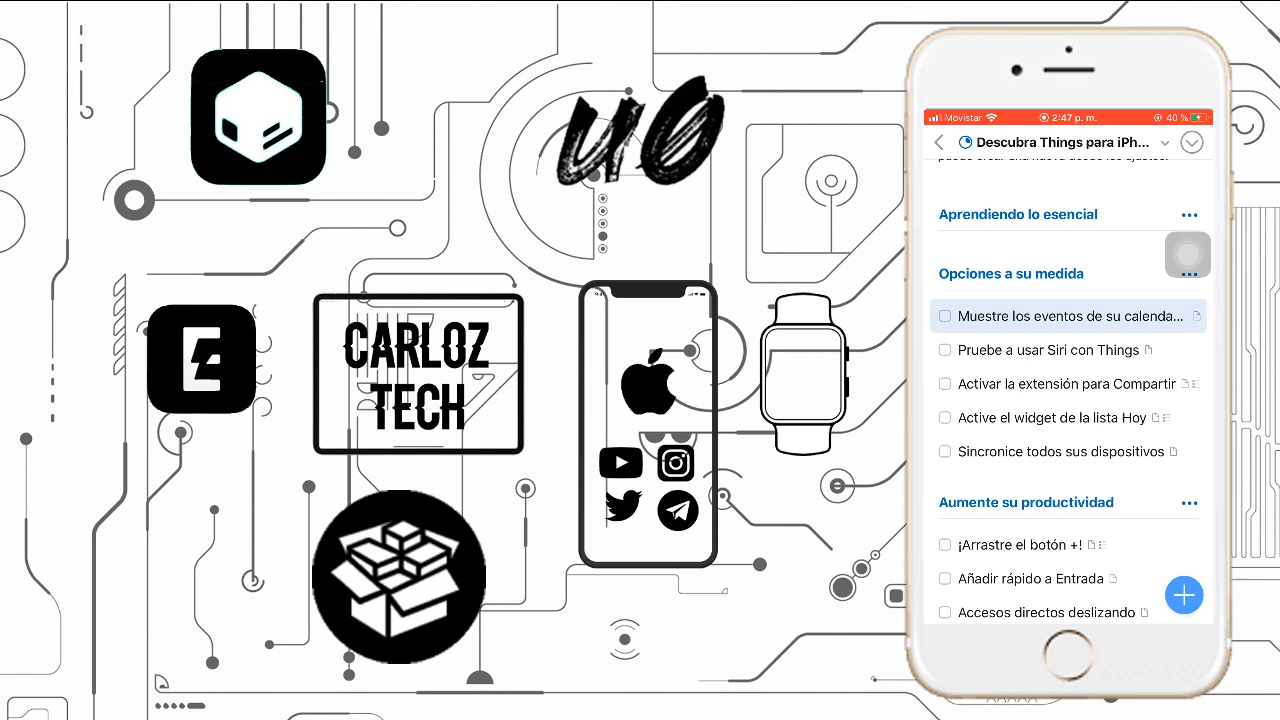 u0
CARLOZ
TECH
Movistar 2:47 p. m. 40 %
Descubra Things para iPh...
Aprendiendo lo esencial
Opciones a su medida
Muestre los eventos de su calenda...
Pruebe a usar Siri con Things
Activar la extensión para Compartir
Active el widget de la lista Hoy
Sincronice todos sus dispositivos
Aumente su productividad
¡Arrastre el botón +!
Añadir rápido a Entrada
Accesos directos deslizando